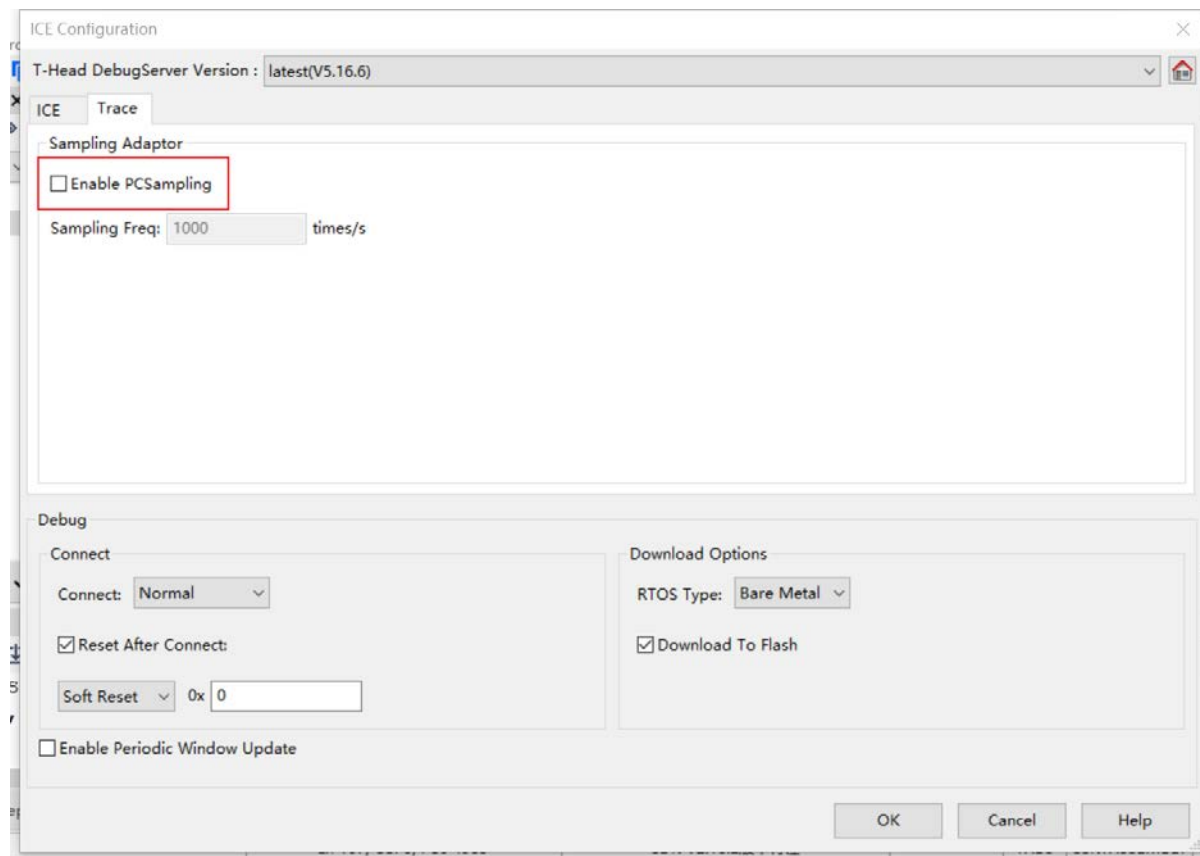 ICE Configuration
T-Head DebugServer Version : latest(V5.16.6)
ICE Trace
Sampling Adaptor
Enable PCSampling
Sampling Freq: 1000 times/s
Debug
Connect
Connect: Normal
Reset After Connect:
Soft Reset 0x 0
Download Options
RTOS Type: Bare Metal
Download To Flash
Enable Periodic Window Update
OK Cancel Help